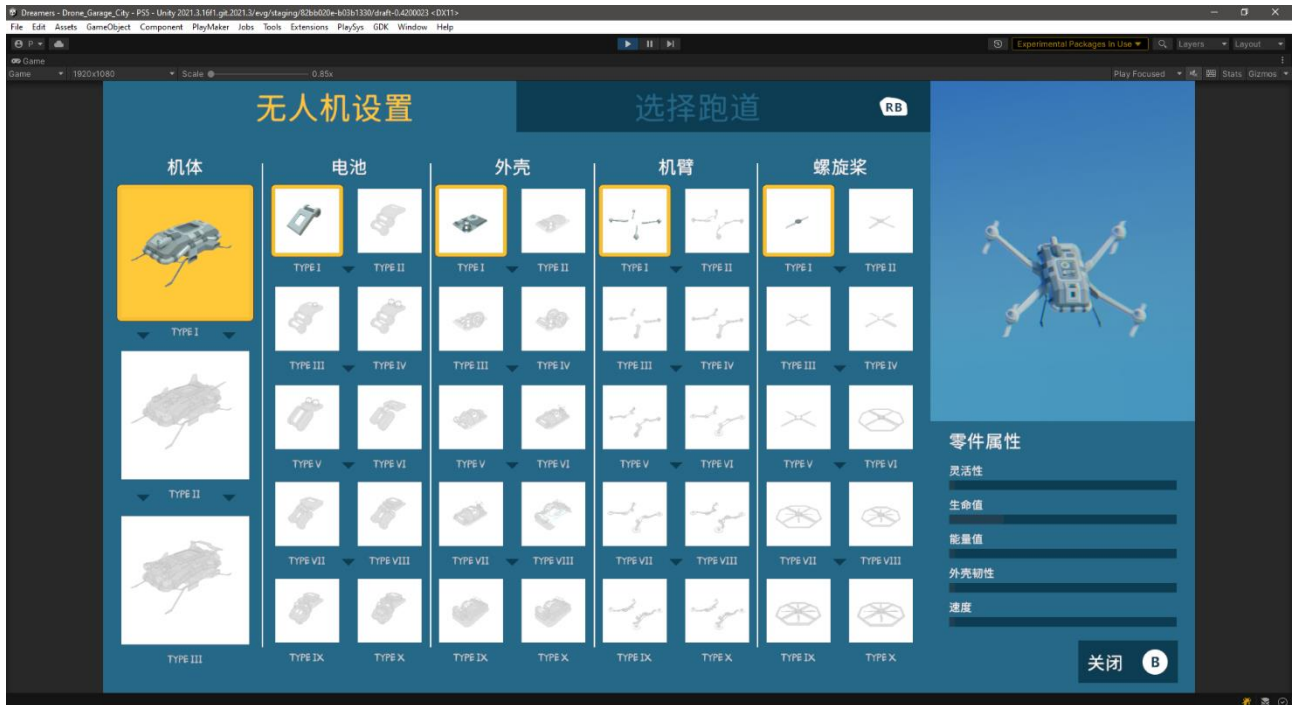 Dreamers - Drone_Garage_City - PS5 - Unity 2021.3.16f1.git.2021.3/evg/staging/82bb020e-b03b1330/draft-0.4200023 <DX11>
File Edit Assets GameObject Component PlayMaker Jobs Tools Extensions PlaySys GDK Window Help
P Experimental Packages In Use Layers Layout
Game
Game 1920x1080 Scale 0.85x Play Focused Stats Gizmos
无人机设置 选择跑道 RB
机体 电池 外壳 机臂 螺旋桨
TYPE I TYPE II TYPE I TYPE II TYPE I TYPE II TYPE I TYPE II
TYPE I
TYPE III TYPE IV TYPE III TYPE IV TYPE III TYPE IV TYPE III TYPE IV
TYPE V TYPE VI TYPE V TYPE VI TYPE V TYPE VI TYPE V TYPE VI
TYPE II
TYPE VII TYPE VIII TYPE VII TYPE VIII TYPE VII TYPE VIII TYPE VII TYPE VIII
TYPE III TYPE IX TYPE X TYPE IX TYPE X TYPE IX TYPE X TYPE IX TYPE X
零件属性
灵活性
生命值
能量值
外壳韧性
速度
关闭 B